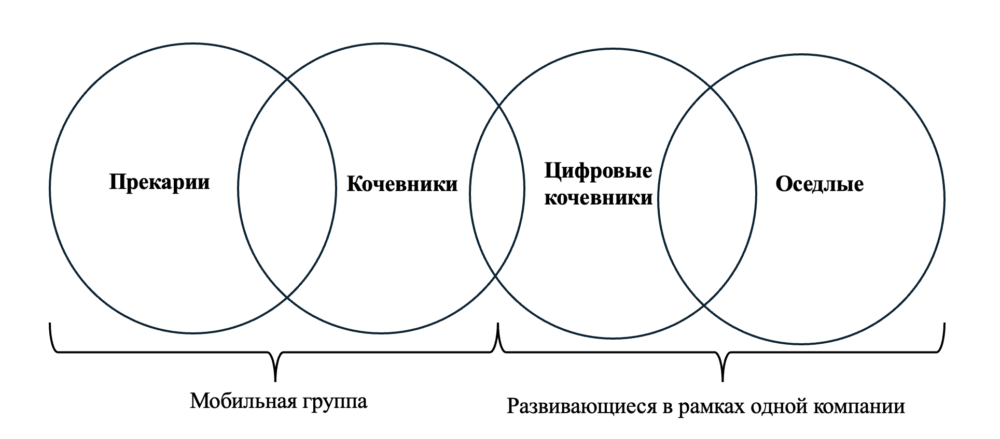 Прекарии
Кочевники
Цифровые
кочевники
Оседлые
Мобильная группа
Развивающиеся в рамках одной компании